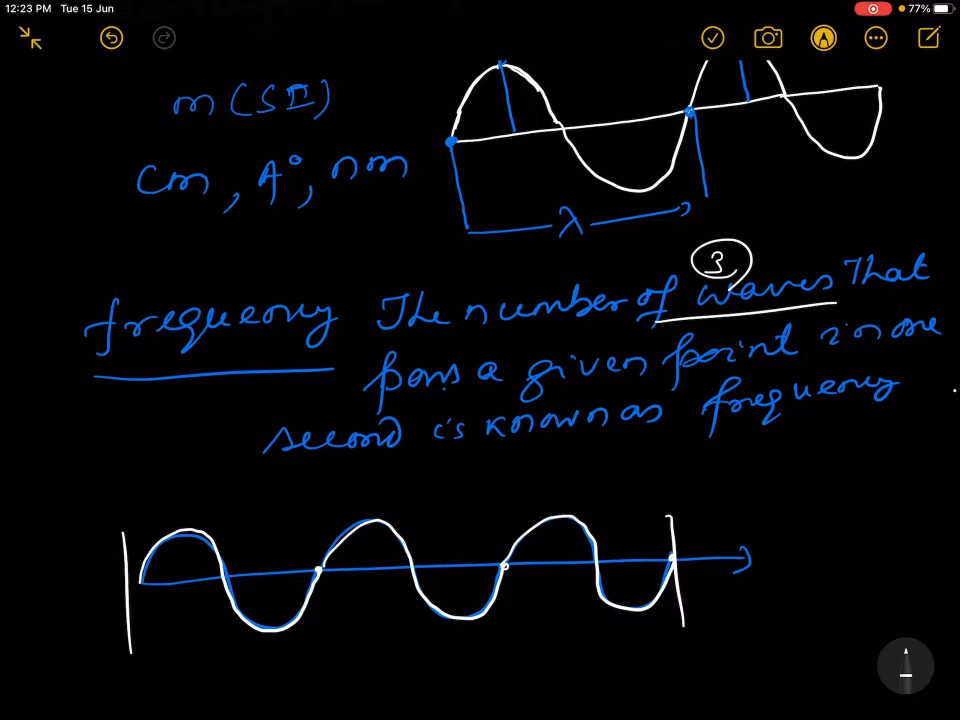 12:23 PM Tue 15 Jun
77%
m (SI)
Cm, A°, nm
λ
3
frequency The number of waves That
pass a given point in one
second is known as frequency